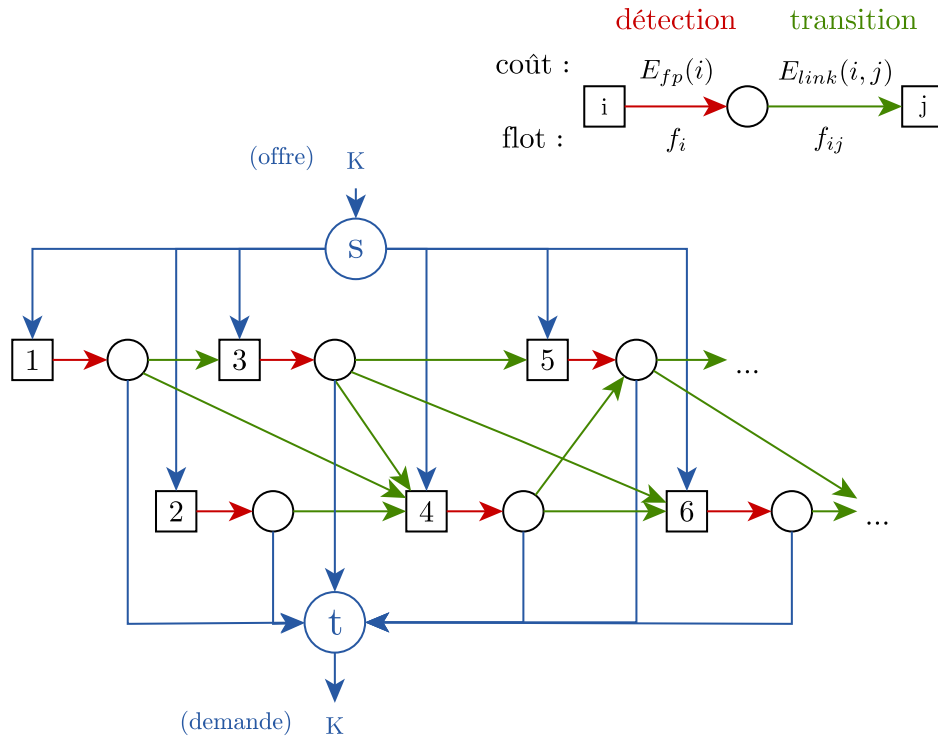 détection transition
coût : E_{fp}(i) E_{link}(i, j)
i j
flot : f_i f_{ij}
(offre) K
s
1 3 5 ...
2 4 6 ...
t
(demande) K